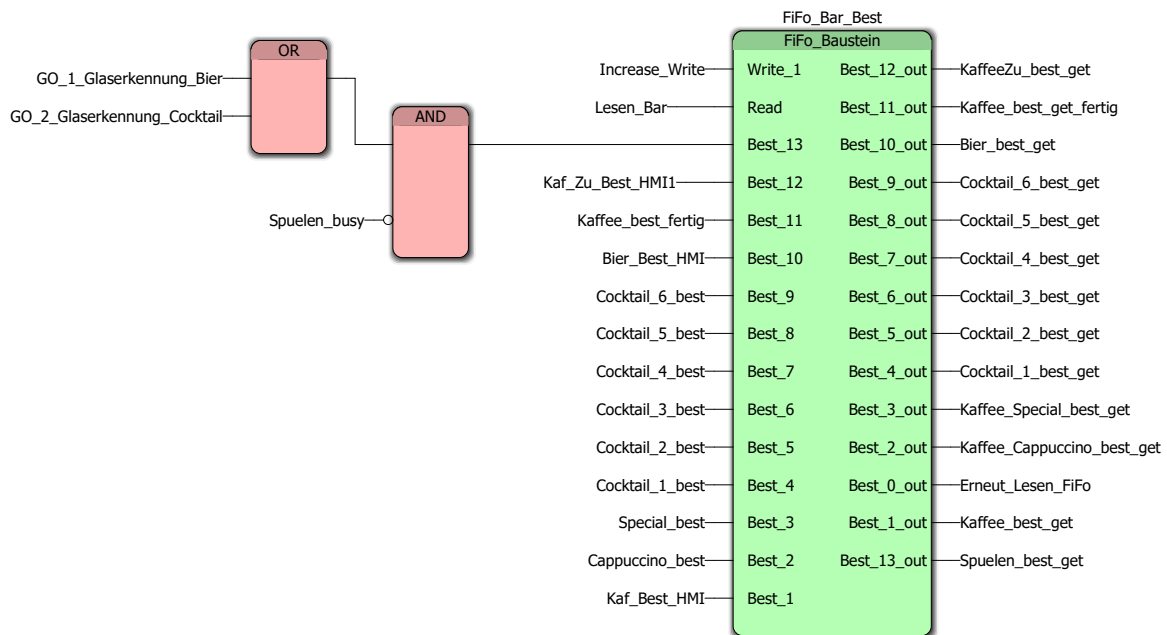 FiFo_Bar_Best
OR
FiFo_Baustein
GO_1_Glaserkennung_Bier
GO_2_Glaserkennung_Cocktail
AND
Spuelen_busy
Increase_Write Write_1 Best_12_out KaffeeZu_best_get
Lesen_Bar Read Best_11_out Kaffee_best_get_fertig
Best_13 Best_10_out Bier_best_get
Kaf_Zu_Best_HMI1 Best_12 Best_9_out Cocktail_6_best_get
Kaffee_best_fertig Best_11 Best_8_out Cocktail_5_best_get
Bier_Best_HMI Best_10 Best_7_out Cocktail_4_best_get
Cocktail_6_best Best_9 Best_6_out Cocktail_3_best_get
Cocktail_5_best Best_8 Best_5_out Cocktail_2_best_get
Cocktail_4_best Best_7 Best_4_out Cocktail_1_best_get
Cocktail_3_best Best_6 Best_3_out Kaffee_Special_best_get
Cocktail_2_best Best_5 Best_2_out Kaffee_Cappuccino_best_get
Cocktail_1_best Best_4 Best_0_out Erneut_Lesen_FiFo
Special_best Best_3 Best_1_out Kaffee_best_get
Cappuccino_best Best_2 Best_13_out Spuelen_best_get
Kaf_Best_HMI Best_1